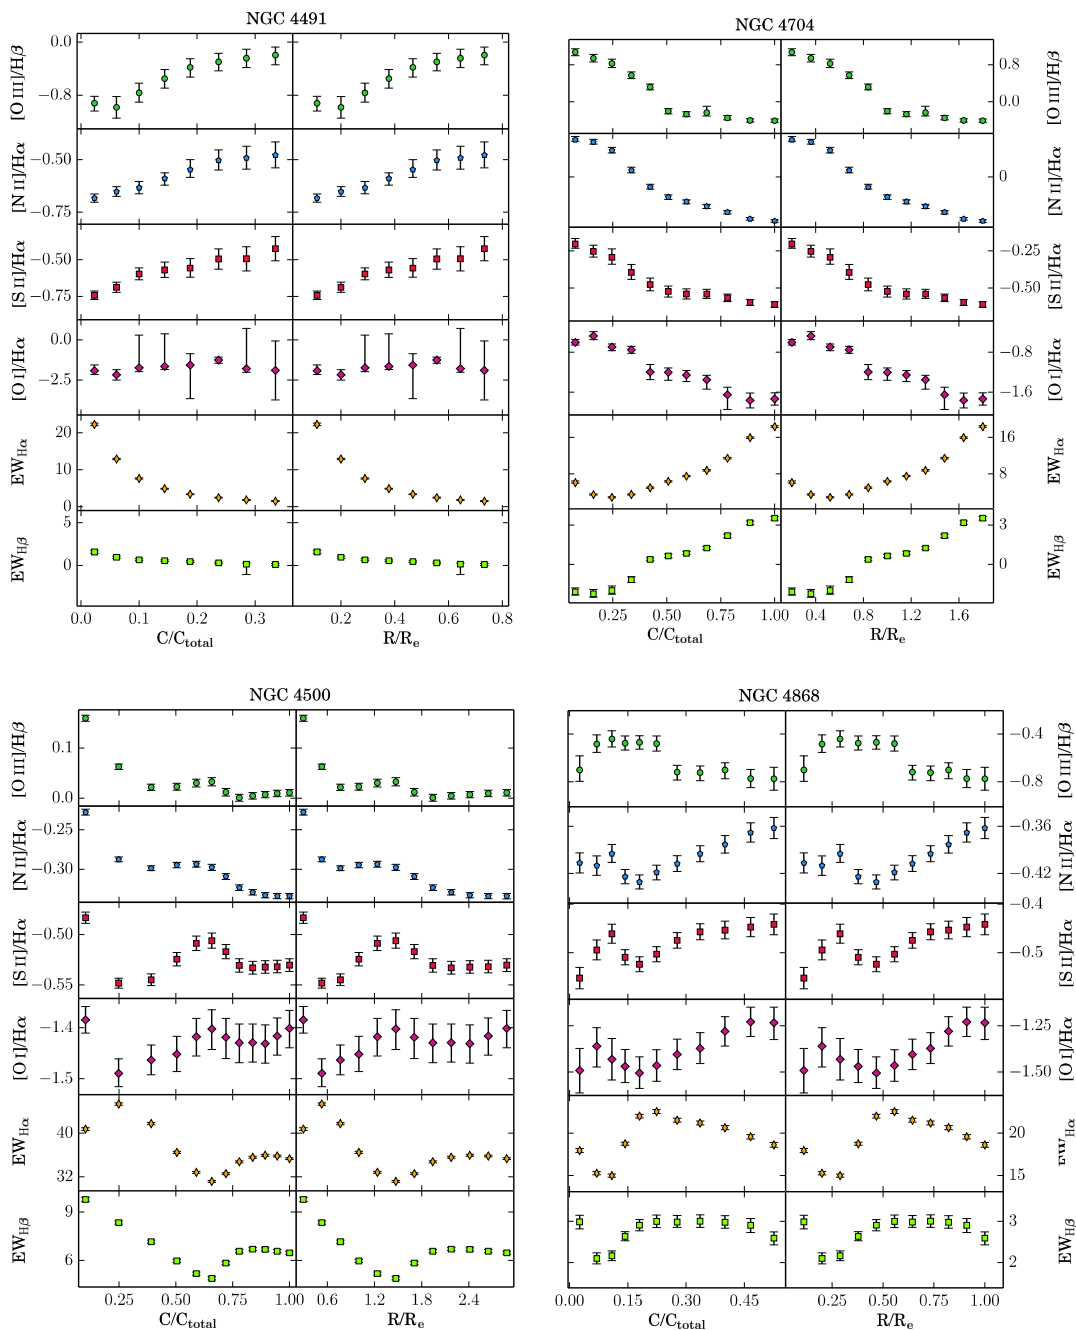 NGC 4491
[O III]/Hβ
0.0
−0.8
[N II]/Hα
−0.50
−0.75
[S II]/Hα
−0.50
−0.75
[O I]/Hα
0.0
−2.5
EWHα
20
10
0
EWHβ
5
0
0.0 0.1 0.2 0.3 0.2 0.4 0.6 0.8
C/Ctotal R/Re
NGC 4704
0.8
0.0
[O III]/Hβ
0
[N II]/Hα
−0.25
−0.50
[S II]/Hα
−0.8
−1.6
[O I]/Hα
16
8
EWHα
3
0
EWHβ
0.25 0.50 0.75 1.00 0.4 0.8 1.2 1.6
C/Ctotal R/Re
NGC 4500
[O III]/Hβ
0.1
0.0
[N II]/Hα
−0.25
−0.30
[S II]/Hα
−0.50
−0.55
[O I]/Hα
−1.4
−1.5
EWHα
40
32
EWHβ
9
6
0.25 0.50 0.75 1.00 0.6 1.2 1.8 2.4
C/Ctotal R/Re
NGC 4868
−0.4
−0.8
[O III]/Hβ
−0.36
−0.42
[N II]/Hα
−0.4
−0.5
[S II]/Hα
−1.25
−1.50
[O I]/Hα
20
15
EWHα
3
2
EWHβ
0.00 0.15 0.30 0.45 0.25 0.50 0.75 1.00
C/Ctotal R/Re